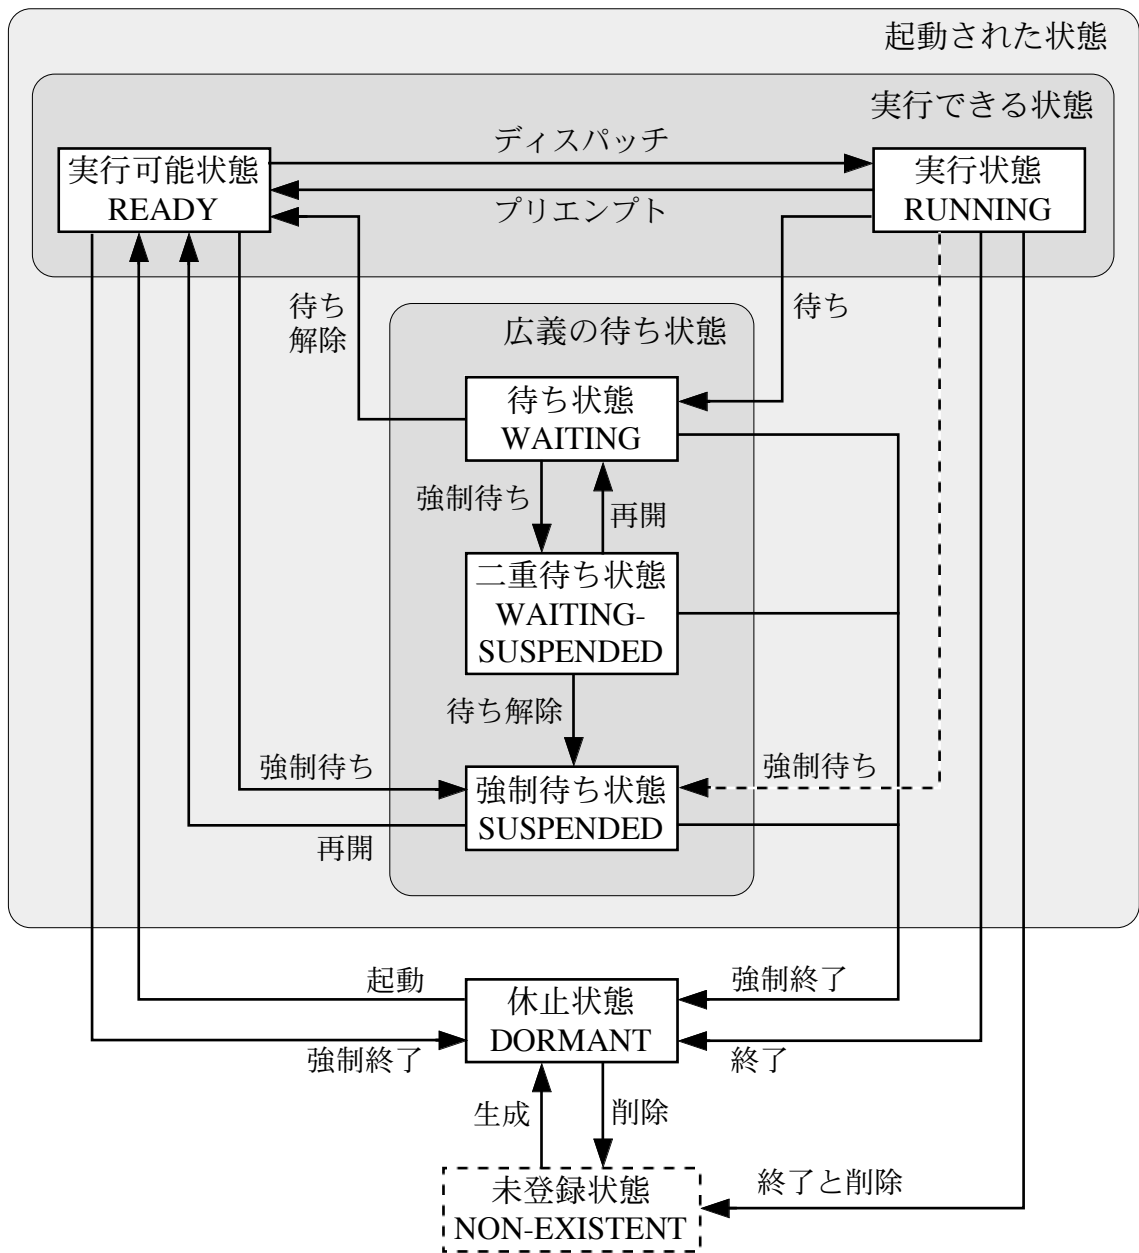 起動された状態
実行できる状態
ディスパッチ
実行可能状態
READY
実行状態
RUNNING
プリエンプト
待ち
解除
待ち
広義の待ち状態
待ち状態
WAITING
強制待ち
再開
二重待ち状態
WAITING-
SUSPENDED
待ち解除
強制待ち
強制待ち
強制待ち状態
SUSPENDED
再開
起動
強制終了
休止状態
DORMANT
強制終了
終了
生成
削除
終了と削除
未登録状態
NON-EXISTENT